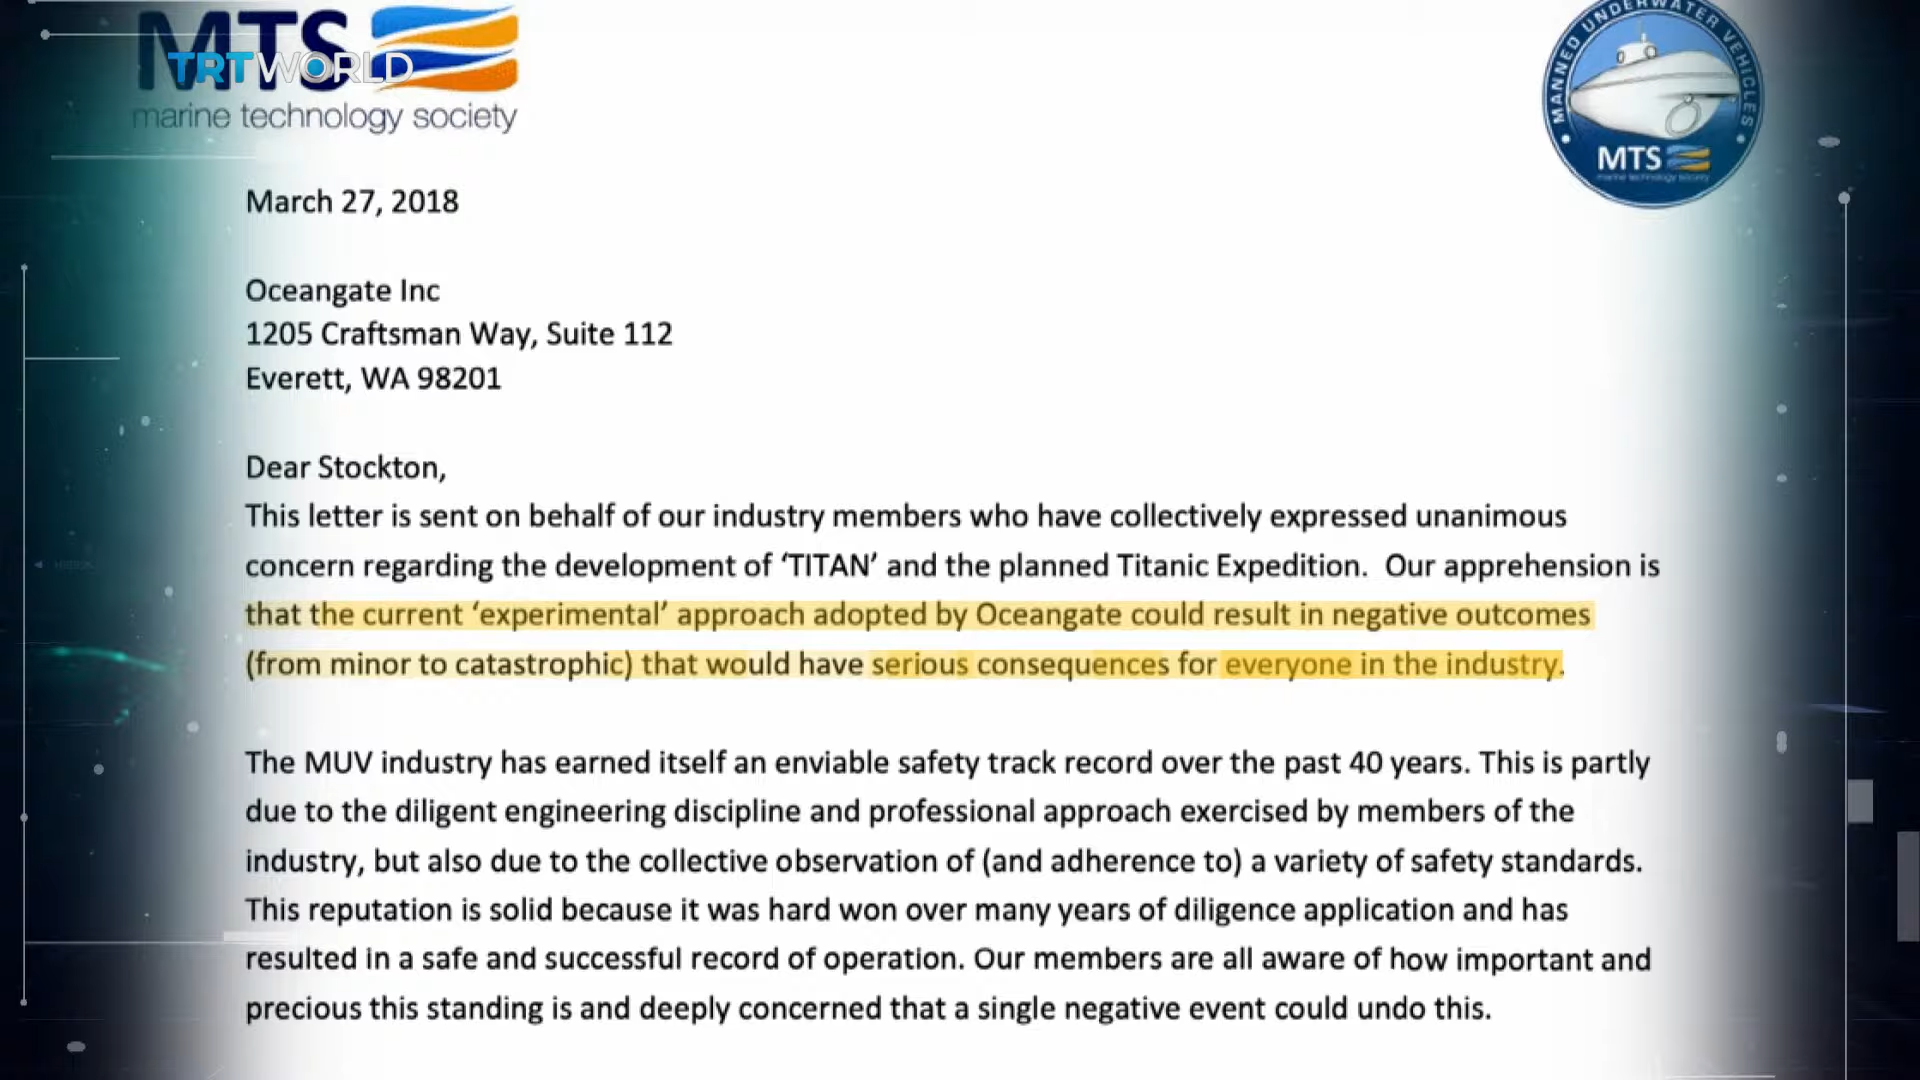 MTS
TRT WORLD
marine technology society
MANNED UNDERWATER VEHICLES
MTS
marine technology society
March 27, 2018
Oceangate Inc
1205 Craftsman Way, Suite 112
Everett, WA 98201
Dear Stockton,
This letter is sent on behalf of our industry members who have collectively expressed unanimous
concern regarding the development of ‘TITAN’ and the planned Titanic Expedition.  Our apprehension is
that the current ‘experimental’ approach adopted by Oceangate could result in negative outcomes
(from minor to catastrophic) that would have serious consequences for everyone in the industry.
The MUV industry has earned itself an enviable safety track record over the past 40 years. This is partly
due to the diligent engineering discipline and professional approach exercised by members of the
industry, but also due to the collective observation of (and adherence to) a variety of safety standards.
This reputation is solid because it was hard won over many years of diligence application and has
resulted in a safe and successful record of operation. Our members are all aware of how important and
precious this standing is and deeply concerned that a single negative event could undo this.